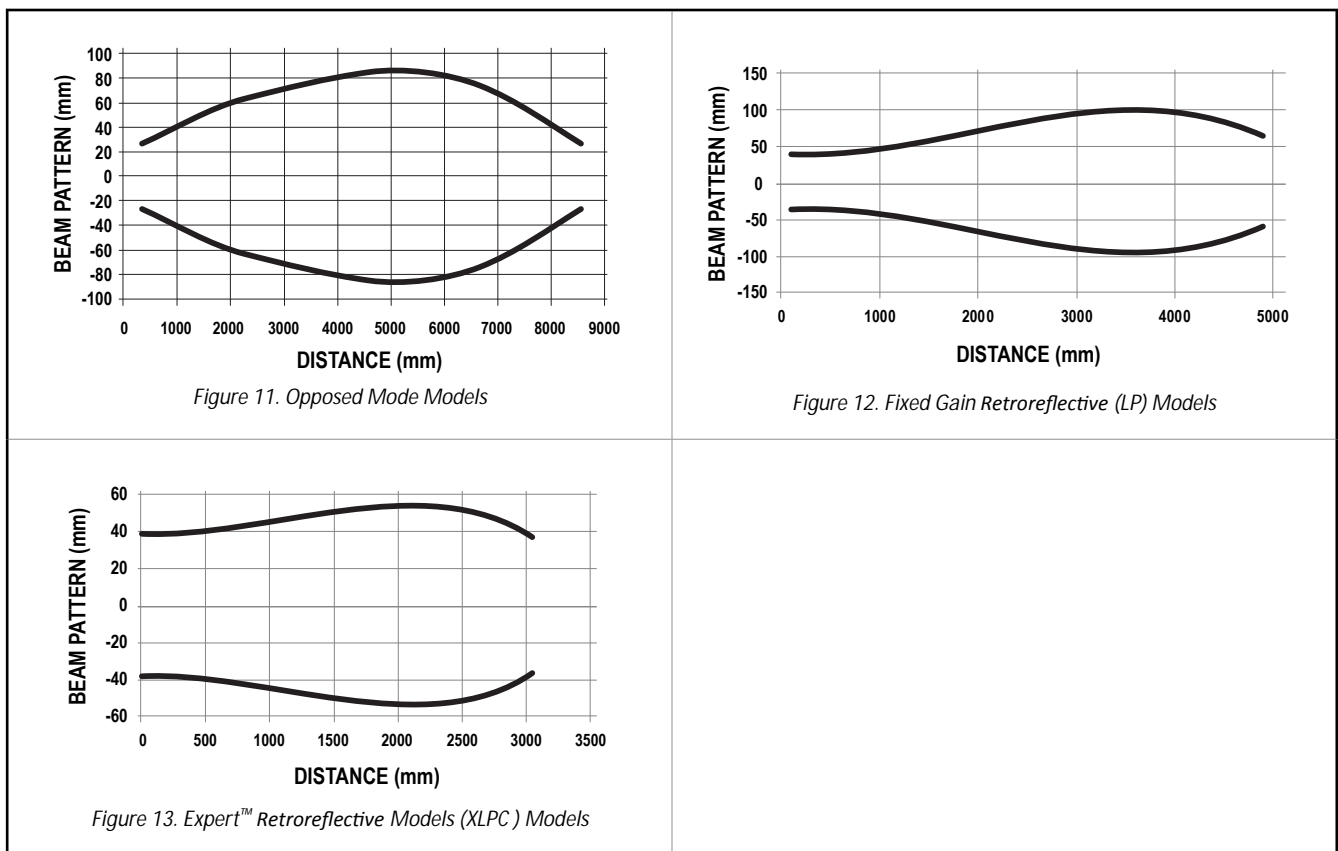 100
80
60
40
20
0
-20
-40
-60
-80
-100
BEAM PATTERN (mm)
0 1000 2000 3000 4000 5000 6000 7000 8000 9000
DISTANCE (mm)
Figure 11. Opposed Mode Models
150
100
50
0
-50
-100
-150
BEAM PATTERN (mm)
0 1000 2000 3000 4000 5000
DISTANCE (mm)
Figure 12. Fixed Gain Retroreflective (LP) Models
60
40
20
0
-20
-40
-60
BEAM PATTERN (mm)
0 500 1000 1500 2000 2500 3000 3500
DISTANCE (mm)
Figure 13. Expert™ Retroreflective Models (XLPC ) Models